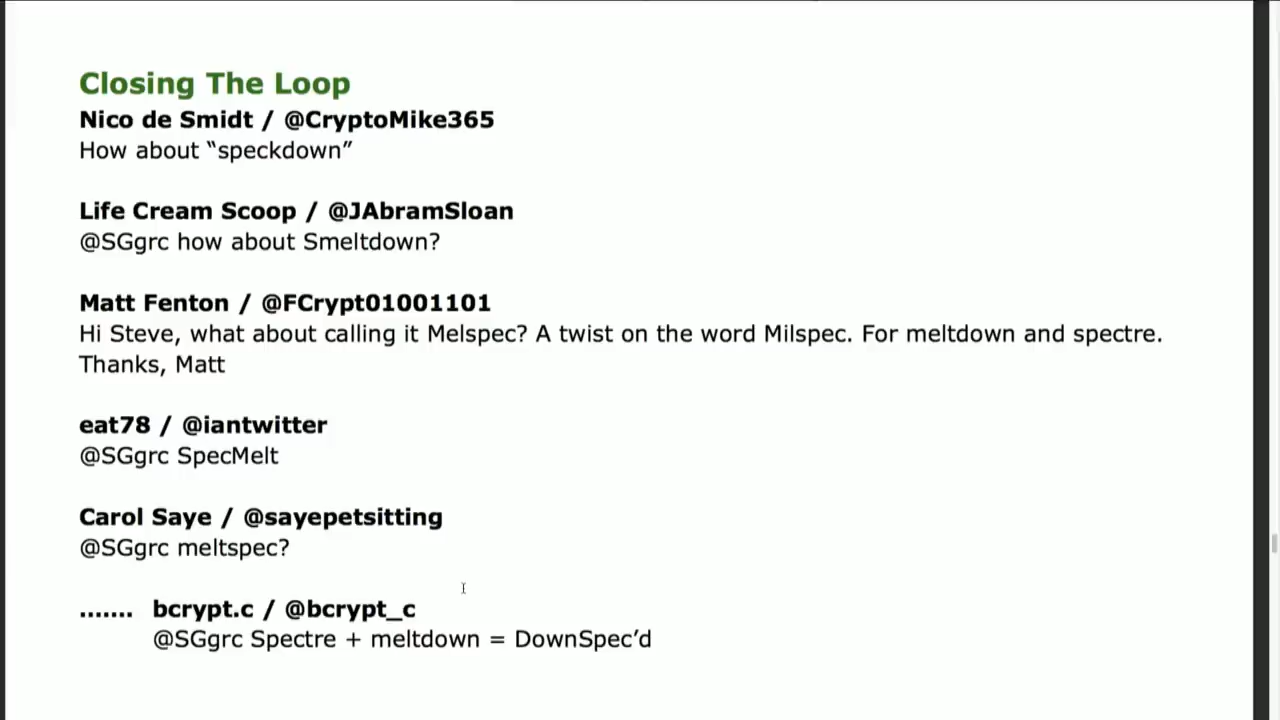 Closing The Loop
Nico de Smidt / @CryptoMike365
How about “speckdown”
Life Cream Scoop / @JAbramSloan
@SGgrc how about Smeltdown?
Matt Fenton / @FCrypt01001101
Hi Steve, what about calling it Melspec? A twist on the word Milspec. For meltdown and spectre.
Thanks, Matt
eat78 / @iantwitter
@SGgrc SpecMelt
Carol Saye / @sayepetsitting
@SGgrc meltspec?
....... bcrypt.c / @bcrypt_c
@SGgrc Spectre + meltdown = DownSpec’d